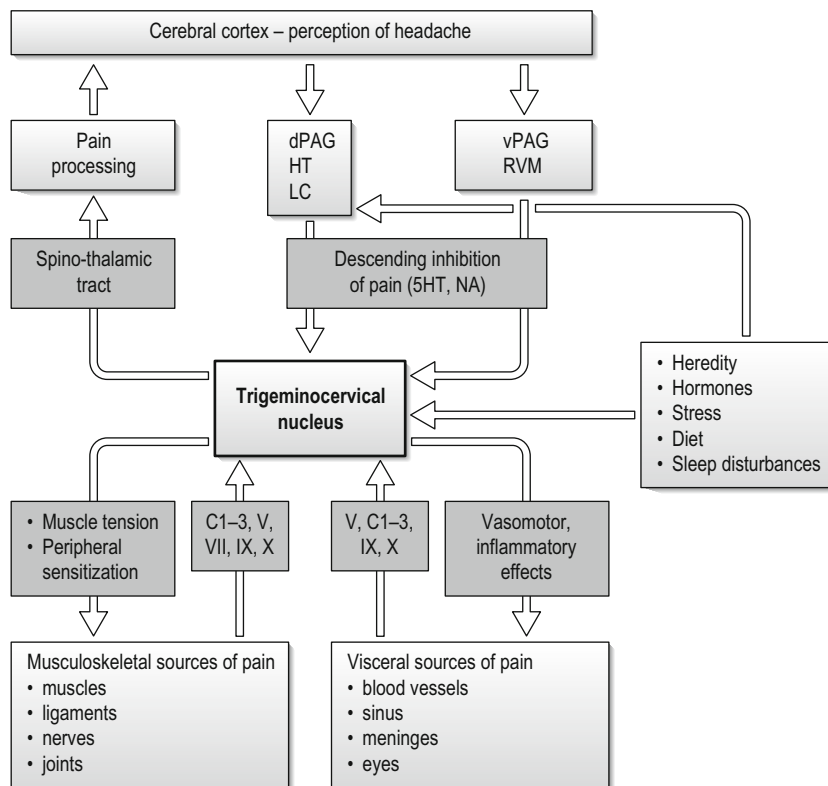 Cerebral cortex – perception of headache
Pain
processing
dPAG
HT
LC
vPAG
RVM
Spino-thalamic
tract
Descending inhibition
of pain (5HT, NA)
Trigeminocervical
nucleus
• Heredity
• Hormones
• Stress
• Diet
• Sleep disturbances
• Muscle tension
• Peripheral
sensitization
C1–3, V,
VII, IX, X
V, C1–3,
IX, X
Vasomotor,
inflammatory
effects
Musculoskeletal sources of pain
• muscles
• ligaments
• nerves
• joints
Visceral sources of pain
• blood vessels
• sinus
• meninges
• eyes